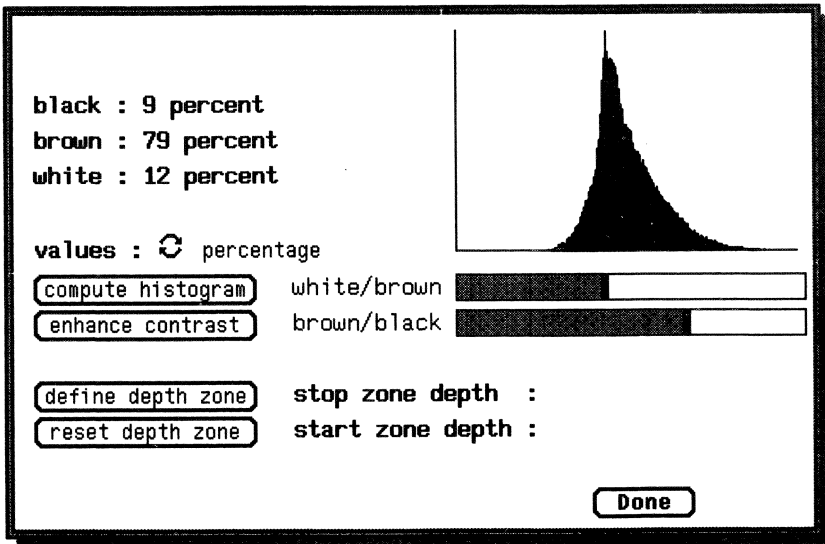 black : 9 percent
brown : 79 percent
white : 12 percent
values : percentage
compute histogram white/brown
enhance contrast brown/black
define depth zone stop zone depth :
reset depth zone start zone depth :
Done